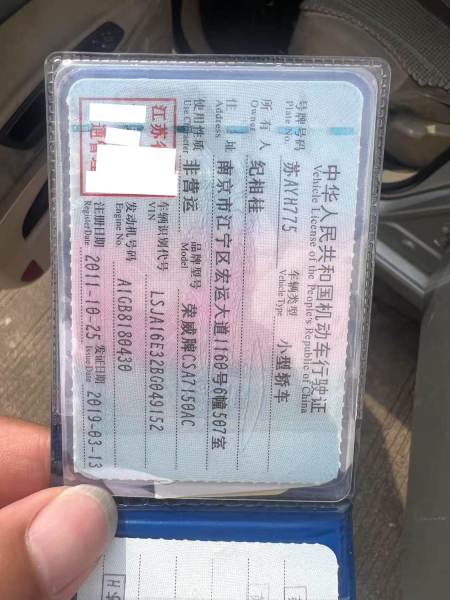 中华人民共和国机动车行驶证
Vehicle License of the People's Republic of China
号牌号码 苏AYH775 车辆类型 小型轿车
Plate No. Vehicle Type
所有人 纪相桂
Owner
住址 南京市江宁区宏运大道1160号6幢507室
Address
使用性质 非营运 品牌型号 荣威牌CSA7150AC
Use Character Model
车辆识别代号 LSJA16E32BG049152
VIN
发动机号码 A1GB8180430
Engine No.
注册日期 2011-10-25 发证日期 2019-03-13
Register Date Issue Date
江苏